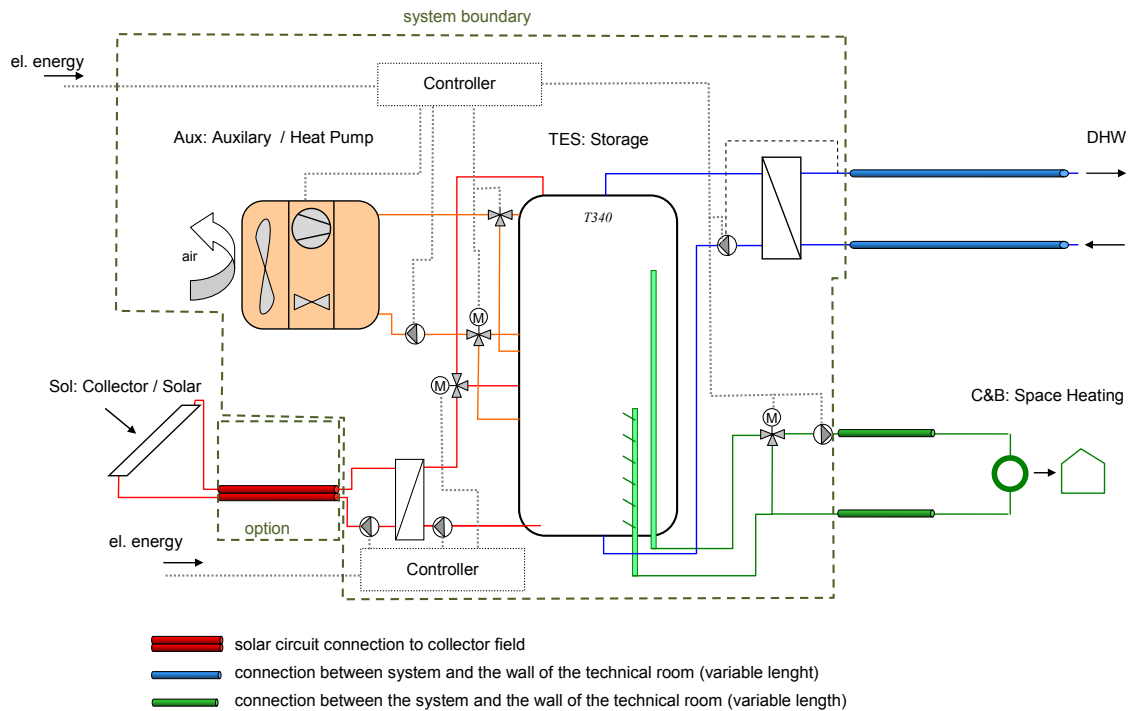 system boundary
el. energy
Controller
Aux: Auxilary / Heat Pump
TES: Storage
DHW
T340
air
M
Sol: Collector / Solar
M
C&B: Space Heating
M
option
el. energy
Controller
solar circuit connection to collector field
connection between system and the wall of the technical room (variable lenght)
connection between the system and the wall of the technical room (variable length)